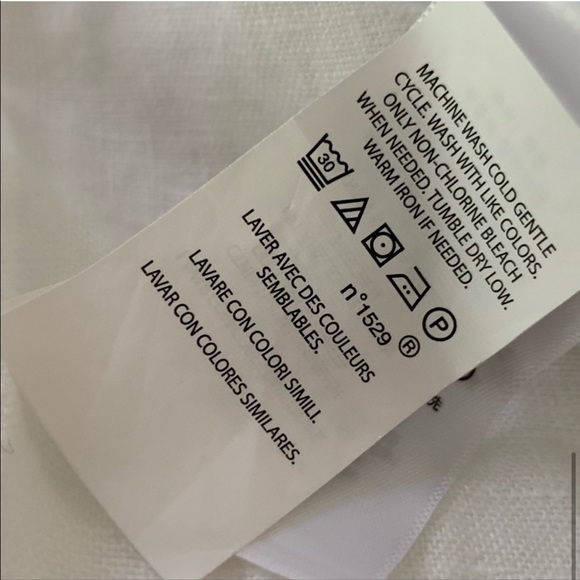 MACHINE WASH COLD GENTLE
CYCLE. WASH WITH LIKE COLORS.
ONLY NON-CHLORINE BLEACH
WHEN NEEDED. TUMBLE DRY LOW.
WARM IRON IF NEEDED.
30
P
n°1529 ®
LAVER AVEC DES COULEURS
SEMBLABLES.
LAVARE CON COLORI SIMILI.
LAVAR CON COLORES SIMILARES.